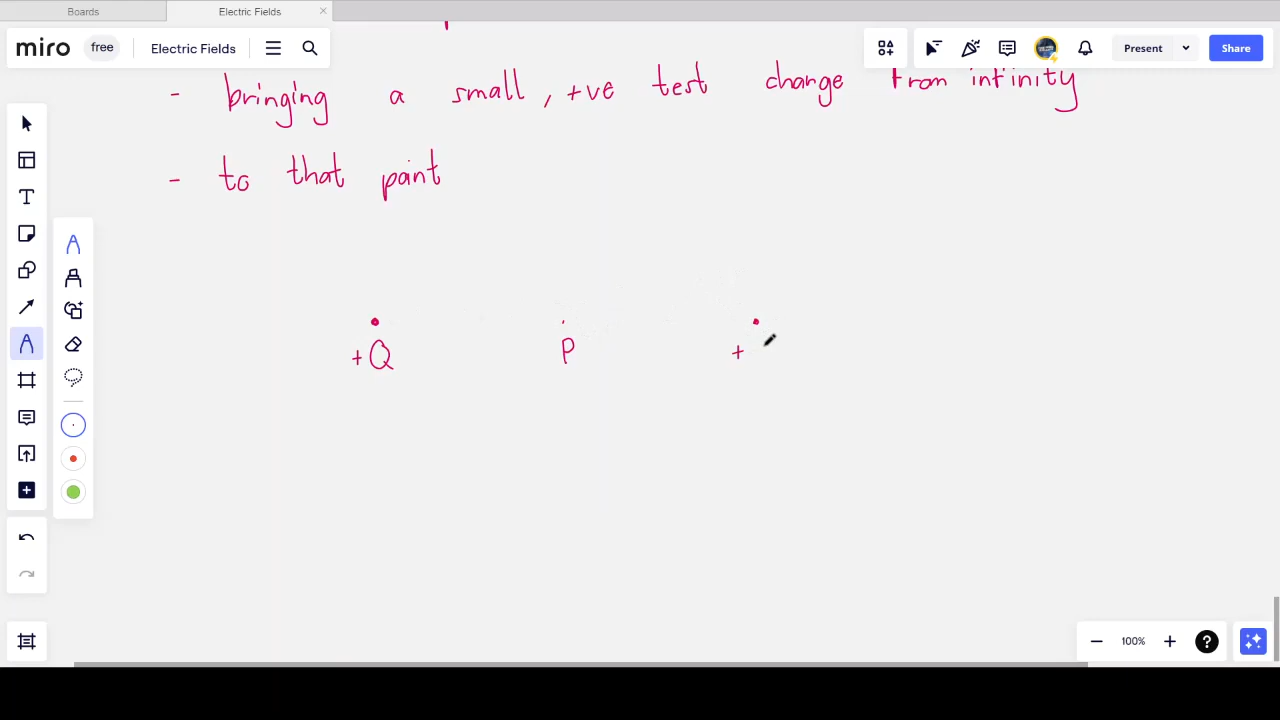 Boards Electric Fields
miro free Electric Fields Present Share
- bringing a small, +ve test change from infinity
- to that point
+Q P +
100%